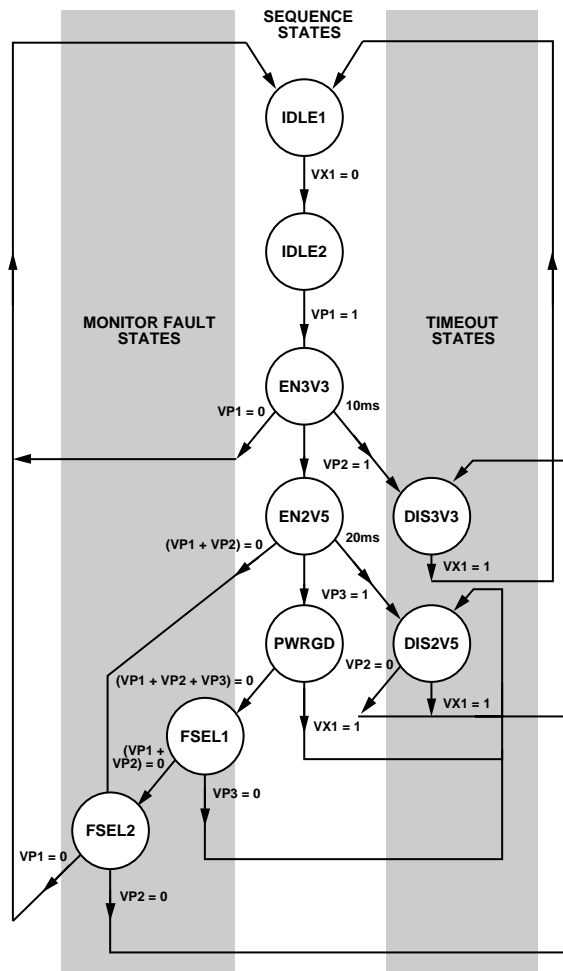 SEQUENCE
STATES
IDLE1
VX1 = 0
IDLE2
VP1 = 1
MONITOR FAULT
STATES
TIMEOUT
STATES
EN3V3
VP1 = 0
10ms
VP2 = 1
DIS3V3
EN2V5
(VP1 + VP2) = 0
20ms
VX1 = 1
VP3 = 1
PWRGD
DIS2V5
VP2 = 0
(VP1 + VP2 + VP3) = 0
VX1 = 1
VX1 = 1
FSEL1
(VP1 +
VP2) = 0
VP3 = 0
FSEL2
VP1 = 0
VP2 = 0